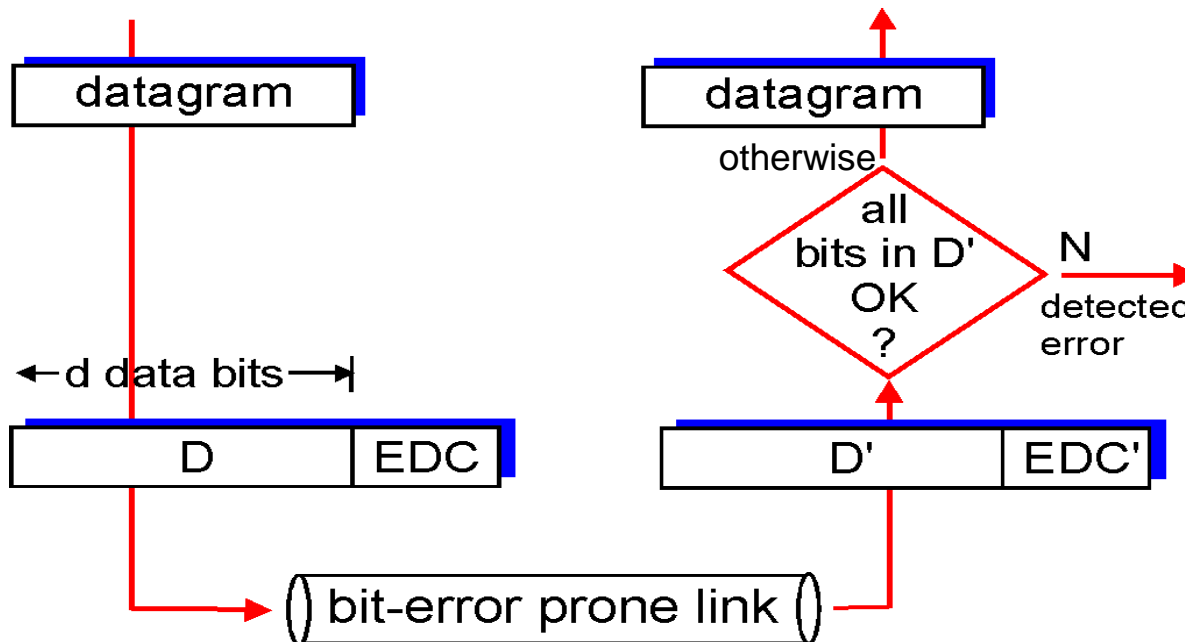 datagram
d data bits
D EDC
bit-error prone link
datagram
otherwise
all
bits in D'
OK
?
N
detected
error
D' EDC'